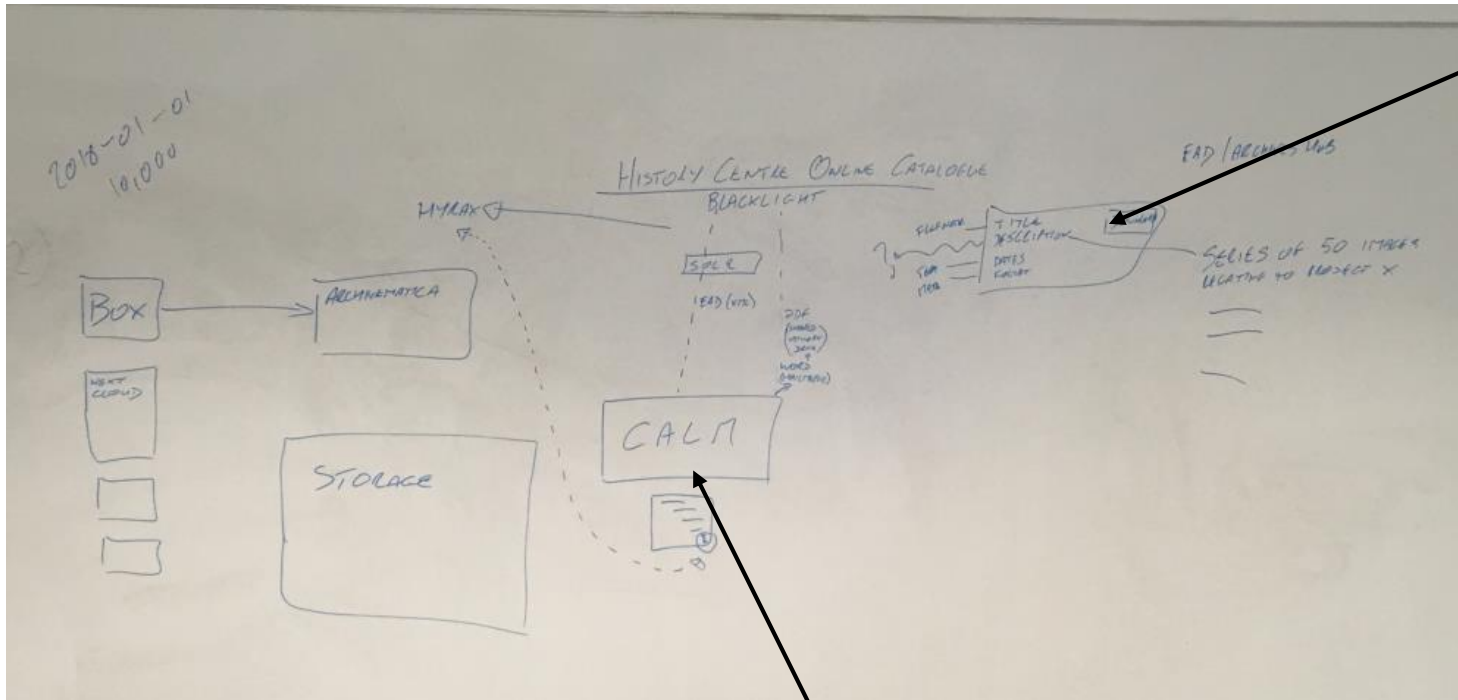 2018-01-01
10,000
HISTORY CENTRE ONLINE CATALOGUE
BLACKLIGHT
EAD/ARCHIVES HUB
HYRAX
SOLR
EAD (
PDF
WORD
TITLE
DESCRIPTION
DATES
SERIES OF 50 IMAGES
RELATING TO PROJECT X
BOX
ARCHIVEMATICA
NEXT
CLOUD
CALM
STORAGE